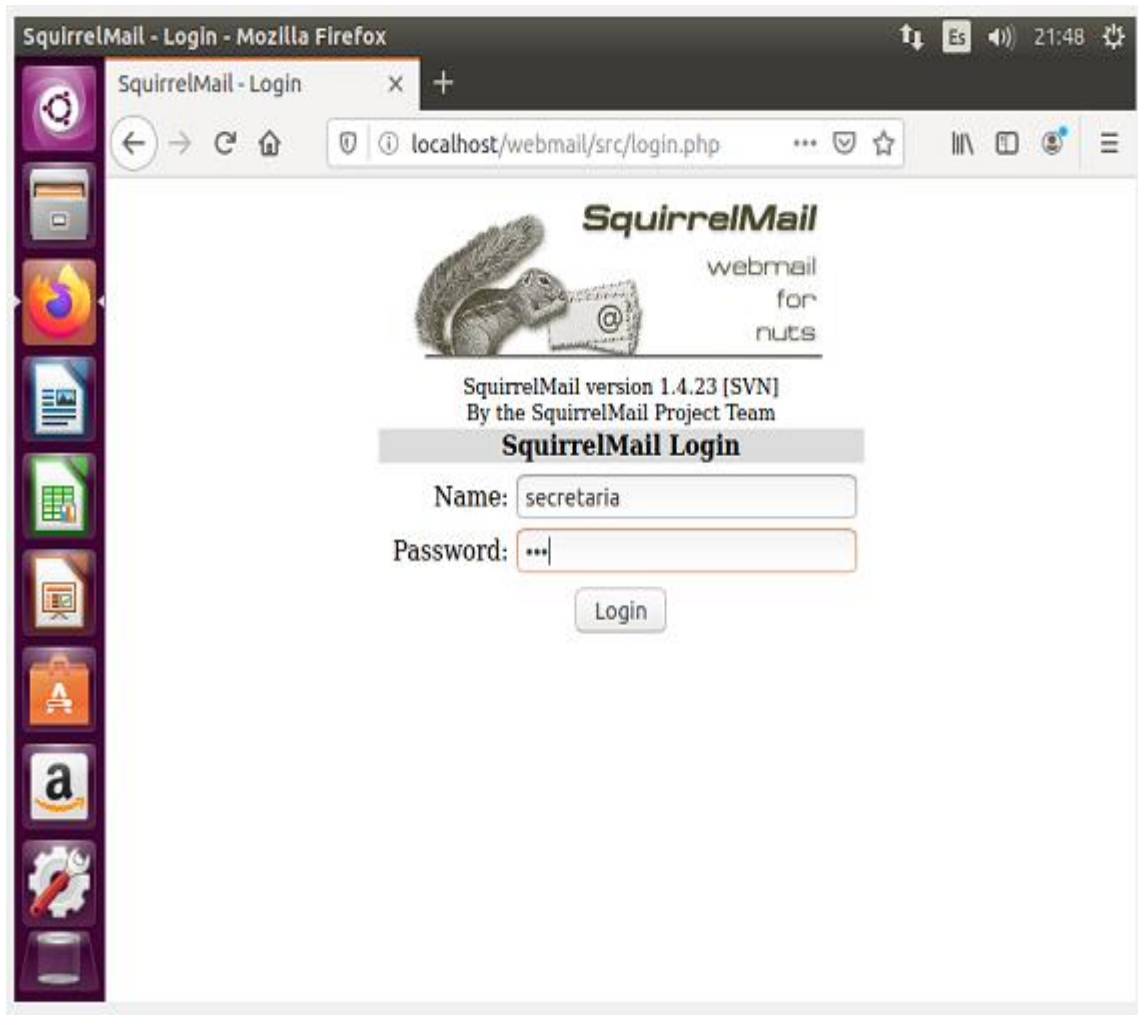 SquirrelMail - Login - Mozilla Firefox
Es
21:48
SquirrelMail - Login
localhost/webmail/src/login.php
SquirrelMail
webmail
for
nuts
@
SquirrelMail version 1.4.23 [SVN]
By the SquirrelMail Project Team
SquirrelMail Login
Name: secretaria
Password: •••
Login
A
a